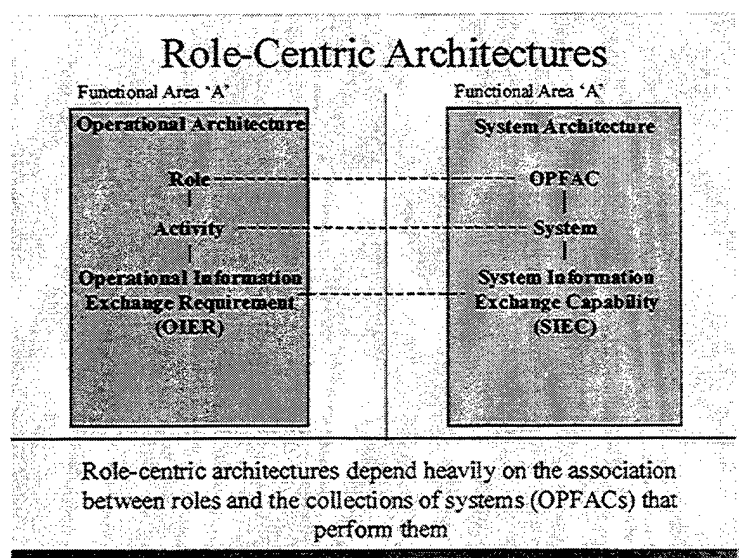 Role-Centric Architectures
Functional Area 'A'
Operational Architecture
Role
Activity
Operational Information
Exchange Requirement
(OIER)
Functional Area 'A'
System Architecture
OPFAC
System
System Information
Exchange Capability
(SIEC)
Role-centric architectures depend heavily on the association
between roles and the collections of systems (OPFACs) that
perform them